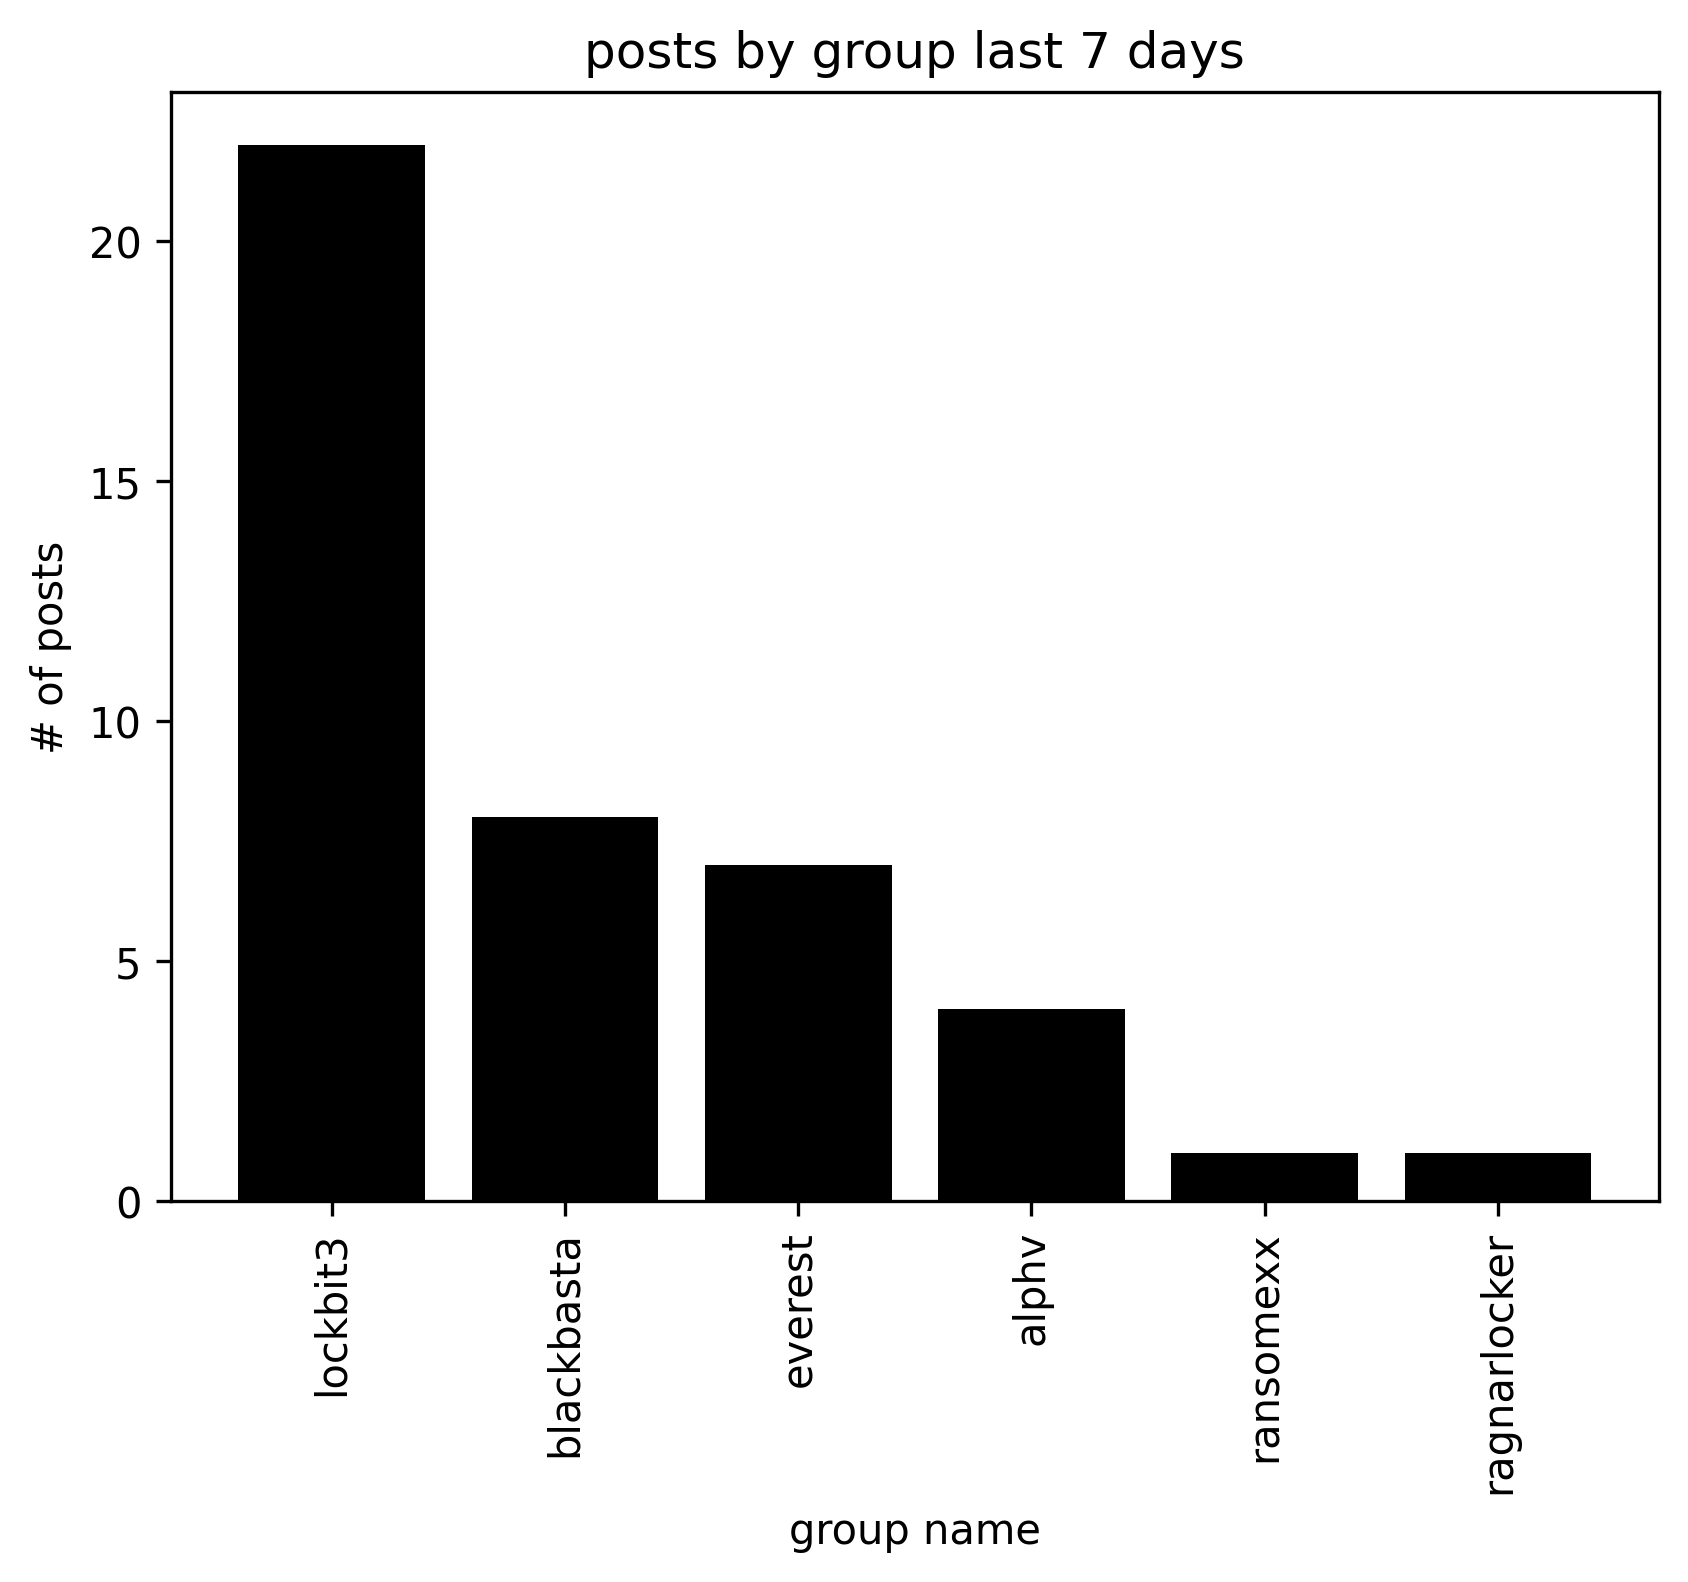 posts by group last 7 days
# of posts
20
15
10
5
0
lockbit3
blackbasta
everest
alphv
ransomexx
ragnarlocker
group name